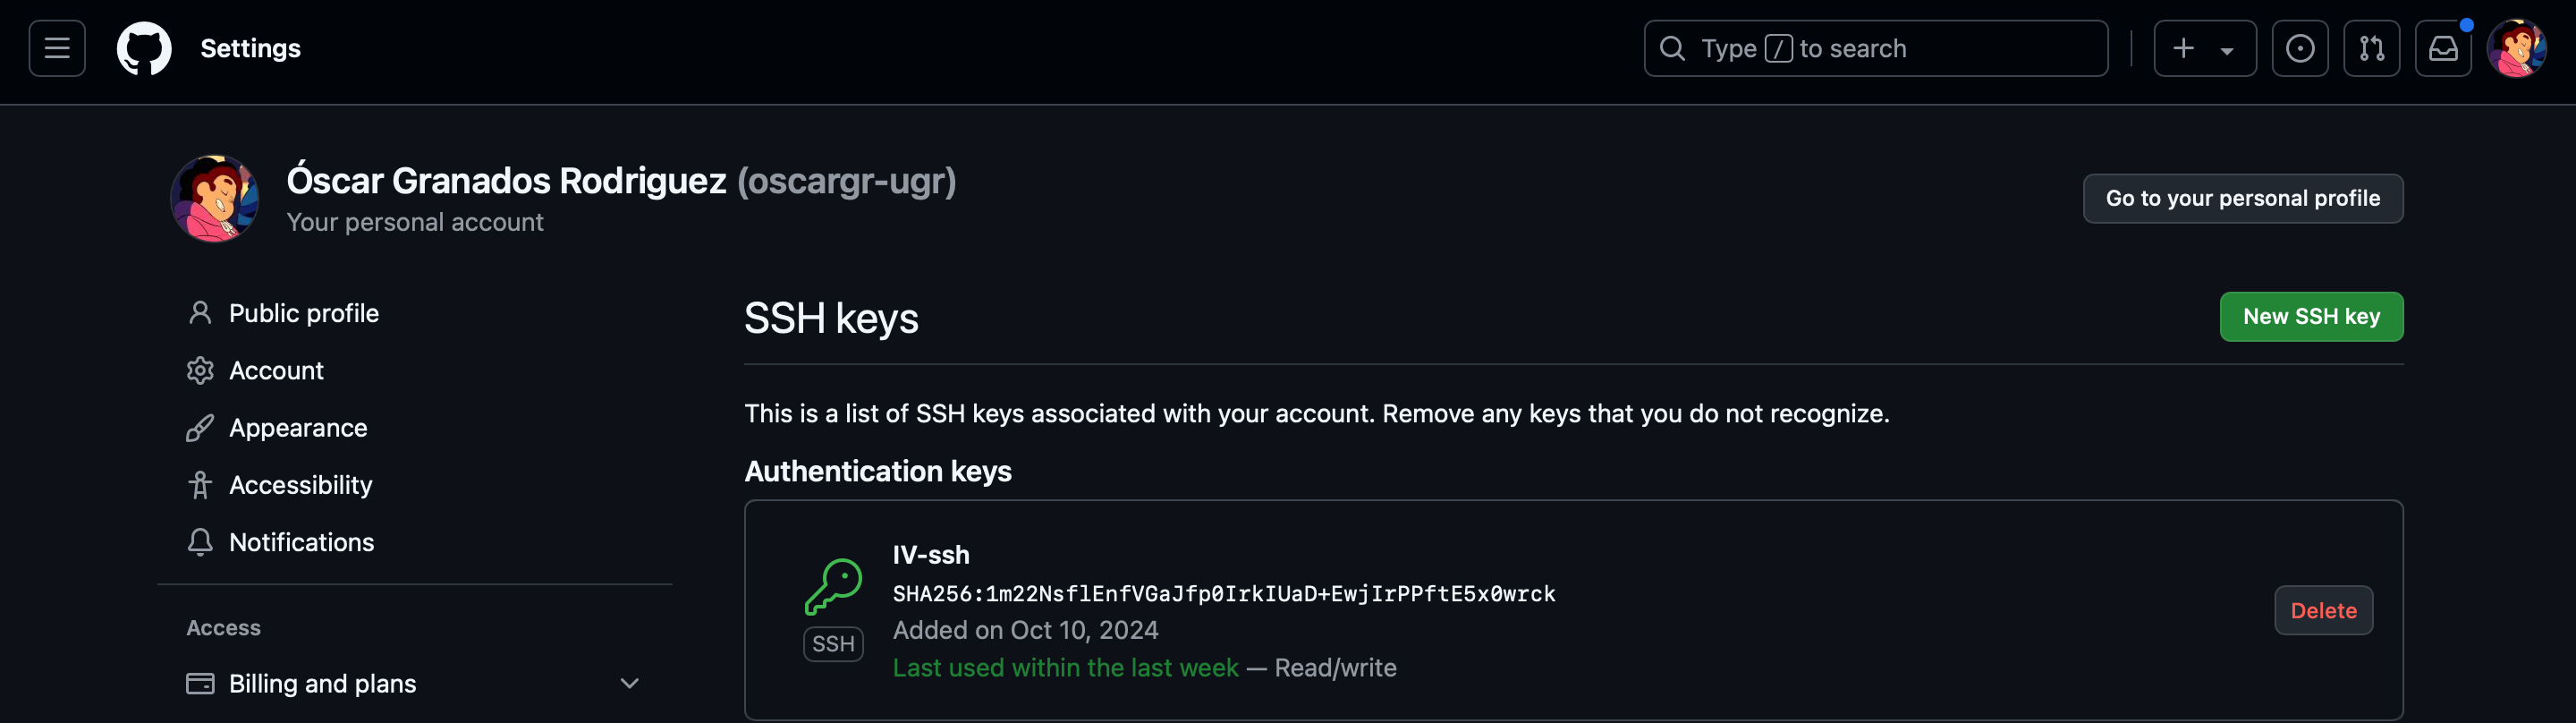 Settings
Type / to search
Óscar Granados Rodriguez (oscargr-ugr)
Your personal account
Go to your personal profile
Public profile
Account
Appearance
Accessibility
Notifications
Access
Billing and plans
SSH keys
New SSH key
This is a list of SSH keys associated with your account. Remove any keys that you do not recognize.
Authentication keys
IV-ssh
SHA256:1m22NsflEnfVGaJfp0IrkIUaD+EwjIrPPftE5x0wrck
SSH
Added on Oct 10, 2024
Last used within the last week — Read/write
Delete